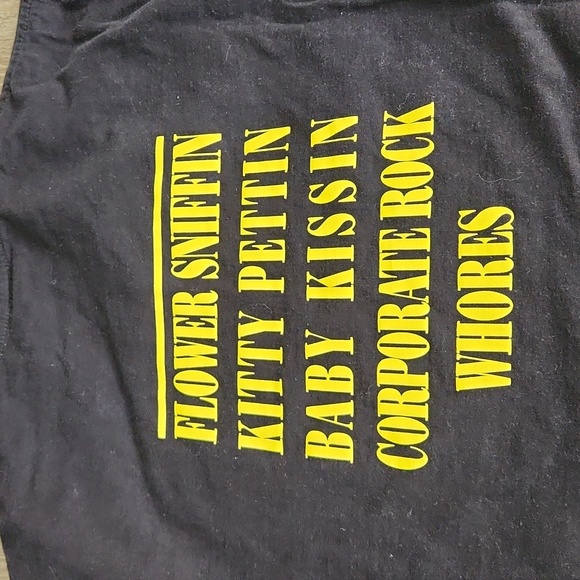 FLOWER SNIFFIN
KITTY PETTIN
BABY KISSIN
CORPORATE ROCK
WHORES